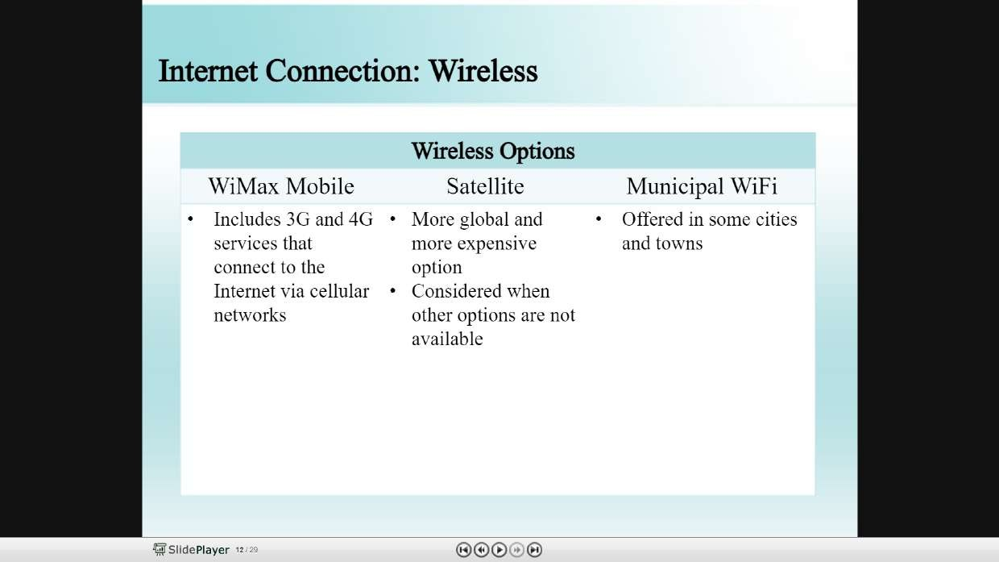 Internet Connection: Wireless
Wireless Options
WiMax Mobile
Satellite
Municipal WiFi
• Includes 3G and 4G
services that
connect to the
Internet via cellular
networks
• More global and
more expensive
option
• Considered when
other options are not
available
• Offered in some cities
and towns
SlidePlayer 12 / 29